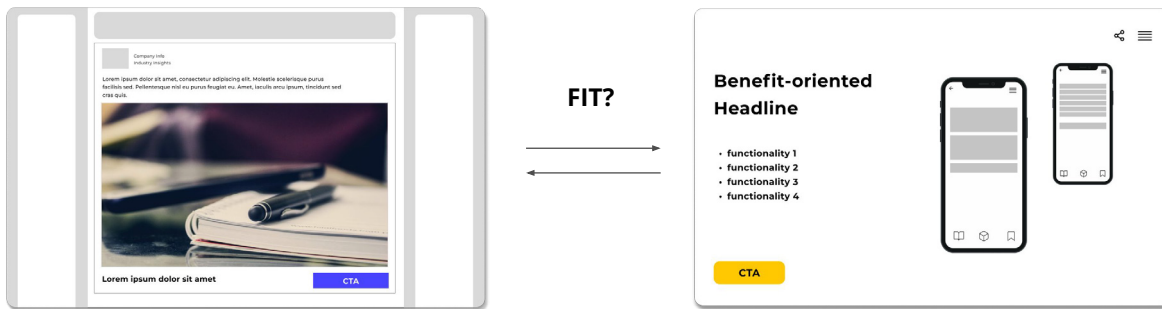 Company Info
Industry Insights
Lorem ipsum dolor sit amet, consectetur adipiscing elit. Molestie scelerisque purus
facilisis sed. Pellentesque nisl eu purus feugiat eu. Amet, iaculis arcu ipsum, tincidunt sed
cras quis.
Lorem ipsum dolor sit amet
CTA
FIT?
Benefit-oriented
Headline
• functionality 1
• functionality 2
• functionality 3
• functionality 4
CTA